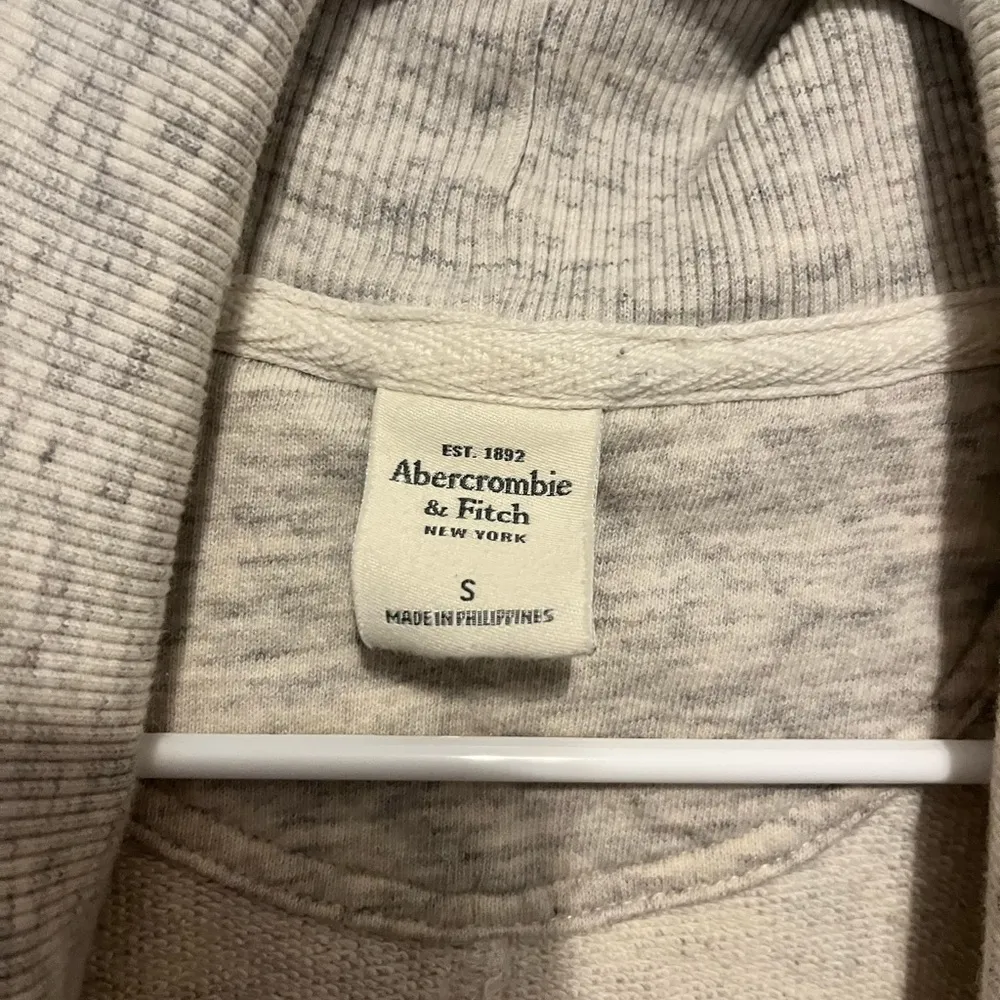 EST. 1892
Abercrombie
& Fitch
NEW YORK
S
MADE IN PHILIPPINES